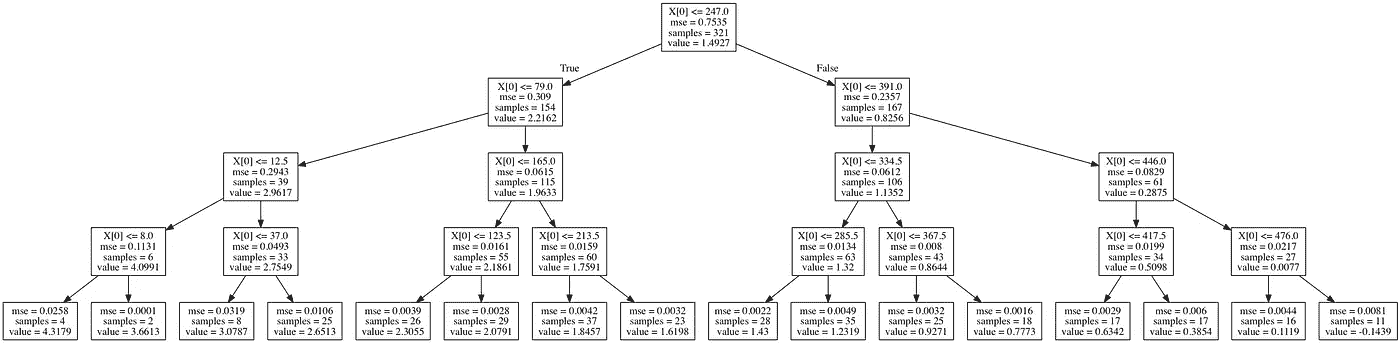 X[0] <= 247.0
mse = 0.7535
samples = 321
value = 1.4927
True
False
X[0] <= 79.0
mse = 0.309
samples = 154
value = 2.2162
X[0] <= 391.0
mse = 0.2357
samples = 167
value = 0.8256
X[0] <= 12.5
mse = 0.2943
samples = 39
value = 2.9617
X[0] <= 165.0
mse = 0.0615
samples = 115
value = 1.9633
X[0] <= 334.5
mse = 0.0612
samples = 106
value = 1.1352
X[0] <= 446.0
mse = 0.0829
samples = 61
value = 0.2875
X[0] <= 8.0
mse = 0.1131
samples = 6
value = 4.0991
X[0] <= 37.0
mse = 0.0493
samples = 33
value = 2.7549
X[0] <= 123.5
mse = 0.0161
samples = 55
value = 2.1861
X[0] <= 213.5
mse = 0.0159
samples = 60
value = 1.7591
X[0] <= 285.5
mse = 0.0134
samples = 63
value = 1.32
X[0] <= 367.5
mse = 0.008
samples = 43
value = 0.8644
X[0] <= 417.5
mse = 0.0199
samples = 34
value = 0.5098
X[0] <= 476.0
mse = 0.0217
samples = 27
value = 0.0077
mse = 0.0258
samples = 4
value = 4.3179
mse = 0.0001
samples = 2
value = 3.6613
mse = 0.0319
samples = 8
value = 3.0787
mse = 0.0106
samples = 25
value = 2.6513
mse = 0.0039
samples = 26
value = 2.3055
mse = 0.0028
samples = 29
value = 2.0791
mse = 0.0042
samples = 37
value = 1.8457
mse = 0.0032
samples = 23
value = 1.6198
mse = 0.0022
samples = 28
value = 1.43
mse = 0.0049
samples = 35
value = 1.2319
mse = 0.0032
samples = 25
value = 0.9271
mse = 0.0016
samples = 18
value = 0.7773
mse = 0.0029
samples = 17
value = 0.6342
mse = 0.006
samples = 17
value = 0.3854
mse = 0.0044
samples = 16
value = 0.1119
mse = 0.0081
samples = 11
value = -0.1439